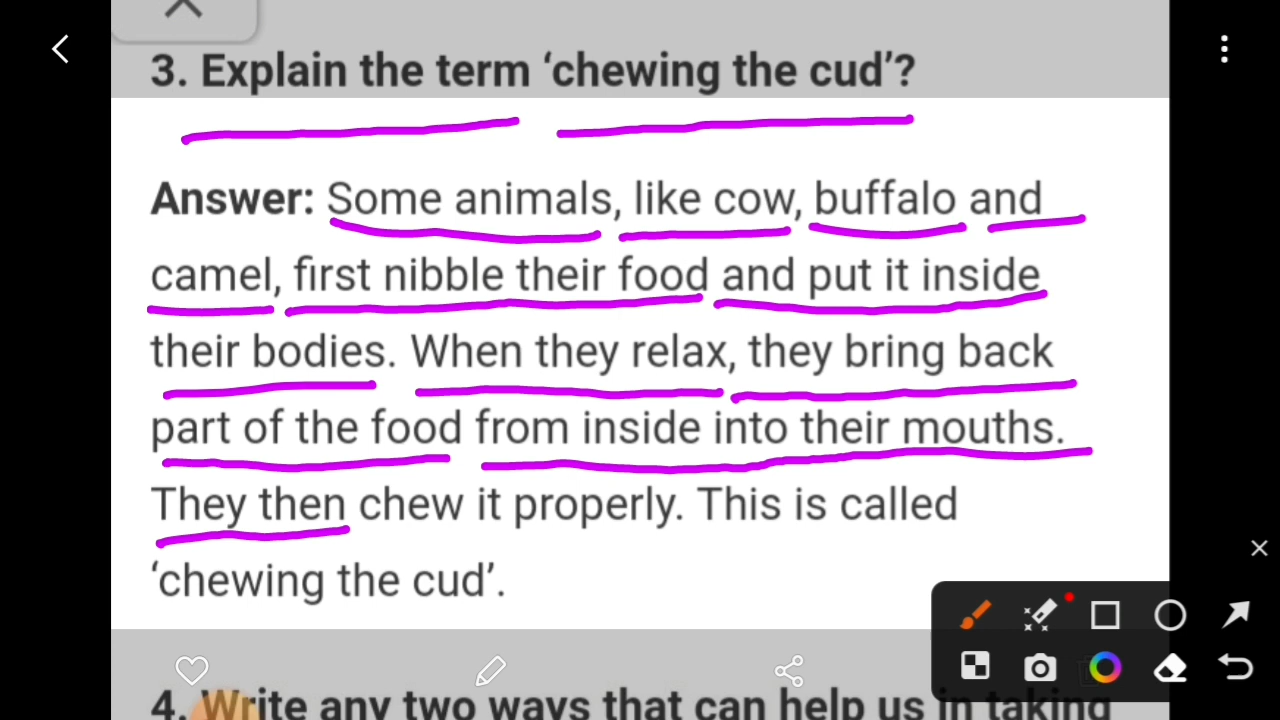 3. Explain the term ‘chewing the cud’?
Answer: Some animals, like cow, buffalo and
camel, first nibble their food and put it inside
their bodies. When they relax, they bring back
part of the food from inside into their mouths.
They then chew it properly. This is called
‘chewing the cud’.
4. Write any two ways that can help us in taking